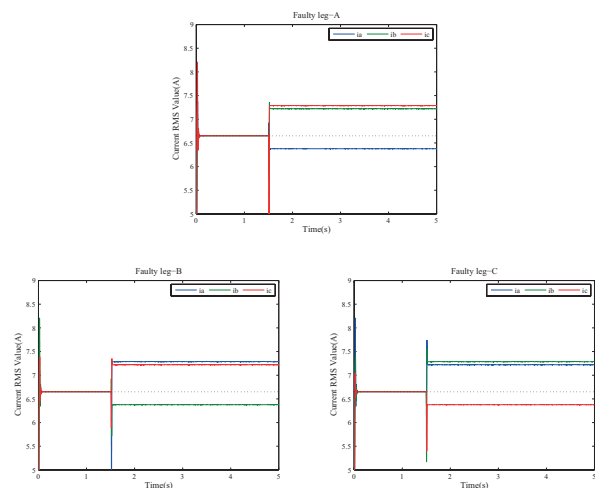 Faulty leg−A
9
ia ib ic
8.5
8
7.5
7
6.5
6
5.5
5
Current RMS Value(A)
0 1 2 3 4 5
Time(s)
Faulty leg−B
9
ia ib ic
8.5
8
7.5
7
6.5
6
5.5
5
Current RMS Value(A)
0 1 2 3 4 5
Time(s)
Faulty leg−C
9
ia ib ic
8.5
8
7.5
7
6.5
6
5.5
5
Current RMS Value(A)
0 1 2 3 4 5
Time(s)